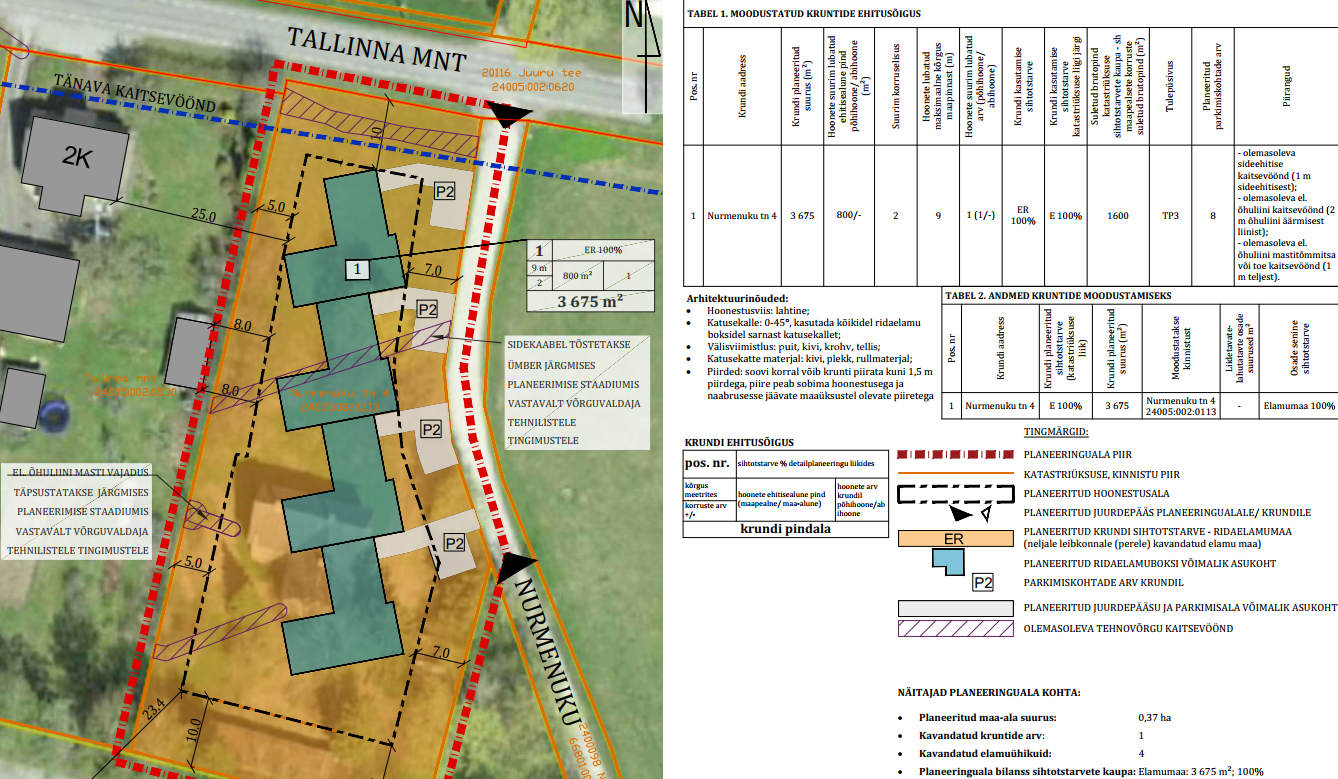 TALLINNA MNT
N
20116 Juuru tee
24005:002:0620
TÄNAVA KAITSEVÖÖND
2K
10
P2
5.0
25.0
1
7.0
1
ER 100%
9 m
2
800 m²
1
3 675 m²
P2
8.0
SIDEKAABEL TÕSTETAKSE
ÜMBER JÄRGMISES
PLANEERIMISE STAADIUMIS
VASTAVALT VÕRGUVALDAJA
TEHNILISTELE
TINGIMUSTELE
8.0
P2
EL. ÕHULIINI MASTI VAJADUS
TÄPSUSTATAKSE JÄRGMISES
PLANEERIMISE STAADIUMIS
VASTAVALT VÕRGUVALDAJA
TEHNILISTELE TINGIMUSTELE
P2
5.0
NURMENUKU
7.0
23.4
10.0
TABEL 1. MOODUSTATUD KRUNTIDE EHITUSÕIGUS
Pos. nr
Krundi aadress
Krundi planeeritud
suurus (m²)
Hoonete suurim lubatud
ehitisealune pind
põhihoone/ abihoone
(m²)
Suurim korruselisus
Hoonete lubatud
maksimaalne kõrgus
maapinnast (m)
Hoonete suurim lubatud
arv (põhihoone/
abihoone)
Krundi kasutamise
sihtotstarve
Krundi kasutamise
sihtotstarve
katastriüksuse liigi järgi
Suletud brutopind
katastriüksuse
sihtotstarvete kaupa - sh
maapealsete korruste
suletud brutopind (m²)
Tulepüsivus
Planeeritud
parkimiskohtade arv
Piirangud
1
Nurmenuku tn 4
3 675
800/-
2
9
1 (1/-)
ER
100%
E 100%
1600
TP3
8
- olemasoleva
sideehitise
kaitsevöönd (1 m
sideehitisest);
- olemasoleva el.
õhuliini kaitsevöönd (2
m õhuliini äärmisest
liinist);
- olemasoleva el.
õhuliini mastitõmmitsa
või toe kaitsevöönd (1
m teljest).
Arhitektuurinõuded:
• Hoonestusviis: lahtine;
• Katusekalle: 0-45°, kasutada kõikidel ridaelamu
boksidel sarnast katusekallet;
• Välisviimistlus: puit, kivi, krohv, tellis;
• Katusekatte materjal: kivi, plekk, rullmaterjal;
• Piirded: soovi korral võib krunti piirata kuni 1,5 m
piirdega, piire peab sobima hoonestusega ja
naabrusesse jäävate maaüksustel olevate piiretega
TABEL 2. ANDMED KRUNTIDE MOODUSTAMISEKS
Pos. nr
Krundi aadress
Krundi planeeritud
sihtotstarve
(katastriüksuse
liik)
Krundi planeeritud
suurus (m²)
Moodustatakse
kinnistust
Liidetavate-
lahutatavte osade
suurused m²
Osade senine
sihtotstarve
1
Nurmenuku tn 4
E 100%
3 675
Nurmenuku tn 4
24005:002:0113
-
Elamumaa 100%
KRUNDI EHITUSÕIGUS
pos. nr.
sihtotstarve % detailplaneeringu liikides
kõrgus
meetrites
korruste arv
+/-
hoonete ehitisealune pind
(maapealne/ maa-alune)
hoonete arv
krundil
põhihoone/ab
ihoone
krundi pindala
TINGMÄRGID:
PLANEERINGUALA PIIR
KATASTRIÜKSUSE, KINNISTU PIIR
PLANEERITUD HOONESTUSALA
PLANEERITUD JUURDEPÄÄS PLANEERINGUALALE/ KRUNDILE
ER
PLANEERITUD KRUNDI SIHTOTSTARVE - RIDAELAMUMAA
(neljale leibkonnale (perele) kavandatud elamu maa)
PLANEERITUD RIDAELAMUBOKSI VÕIMALIK ASUKOHT
P2
PARKIMISKOHTADE ARV KRUNDIL
PLANEERITUD JUURDEPÄÄSU JA PARKIMISALA VÕIMALIK ASUKOHT
OLEMASOLEVA TEHNOVÕRGU KAITSEVÖÖND
NÄITAJAD PLANEERINGUALA KOHTA:
• Planeeritud maa-ala suurus: 0,37 ha
• Kavandatud kruntide arv: 1
• Kavandatud elamuühikuid: 4
• Planeeringuala bilanss sihtotstarvete kaupa: Elamumaa: 3 675 m²; 100%